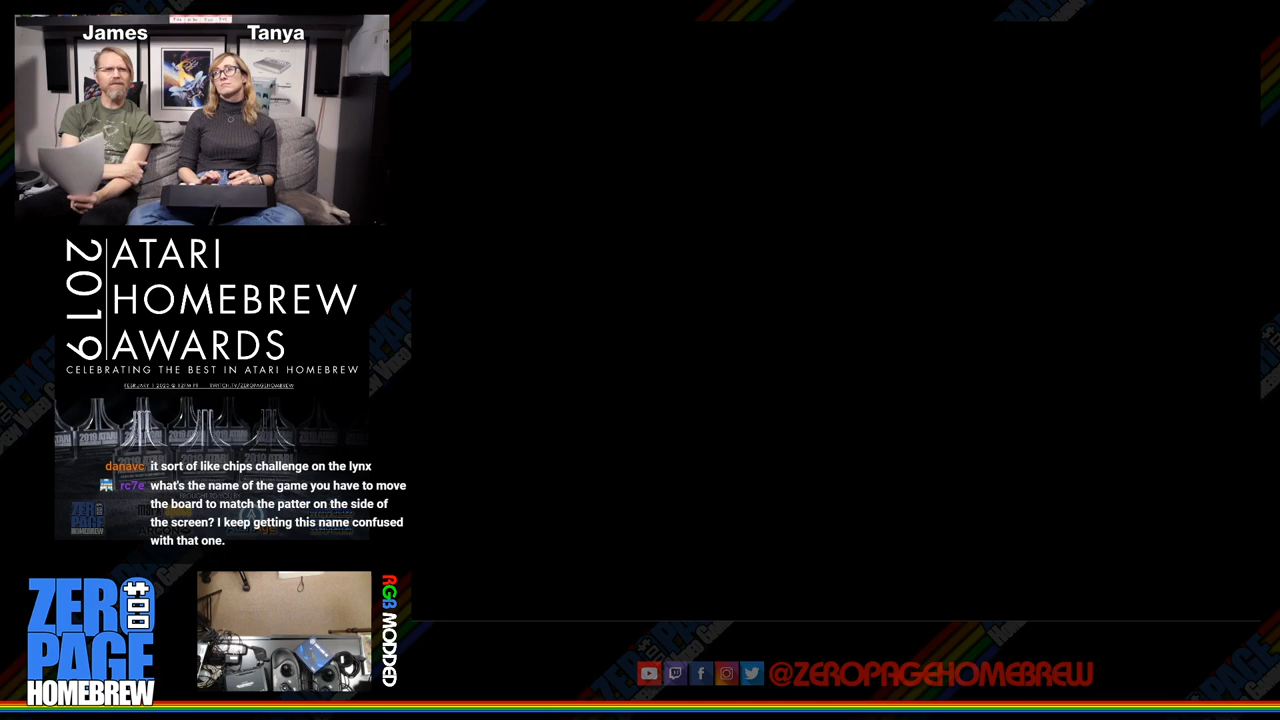 James
Tanya
2019
ATARI
HOMEBREW
AWARDS
CELEBRATING THE BEST IN ATARI HOMEBREW
danavc it sort of like chips challenge on the lynx
rc7e what's the name of the game you have to move
the board to match the patter on the side of
the screen? I keep getting this name confused
with that one.
ZERO
PAGE
HOMEBREW
RGB MODDED
@ZEROPAGEHOMEBREW